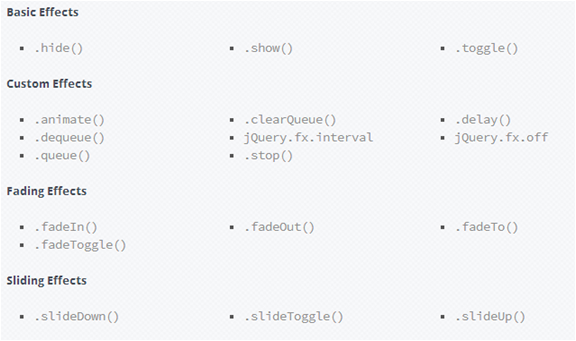 Basic Effects
.hide() .show() .toggle()
Custom Effects
.animate() .clearQueue() .delay()
.dequeue() jQuery.fx.interval jQuery.fx.off
.queue() .stop()
Fading Effects
.fadeIn() .fadeOut() .fadeTo()
.fadeToggle()
Sliding Effects
.slideDown() .slideToggle() .slideUp()